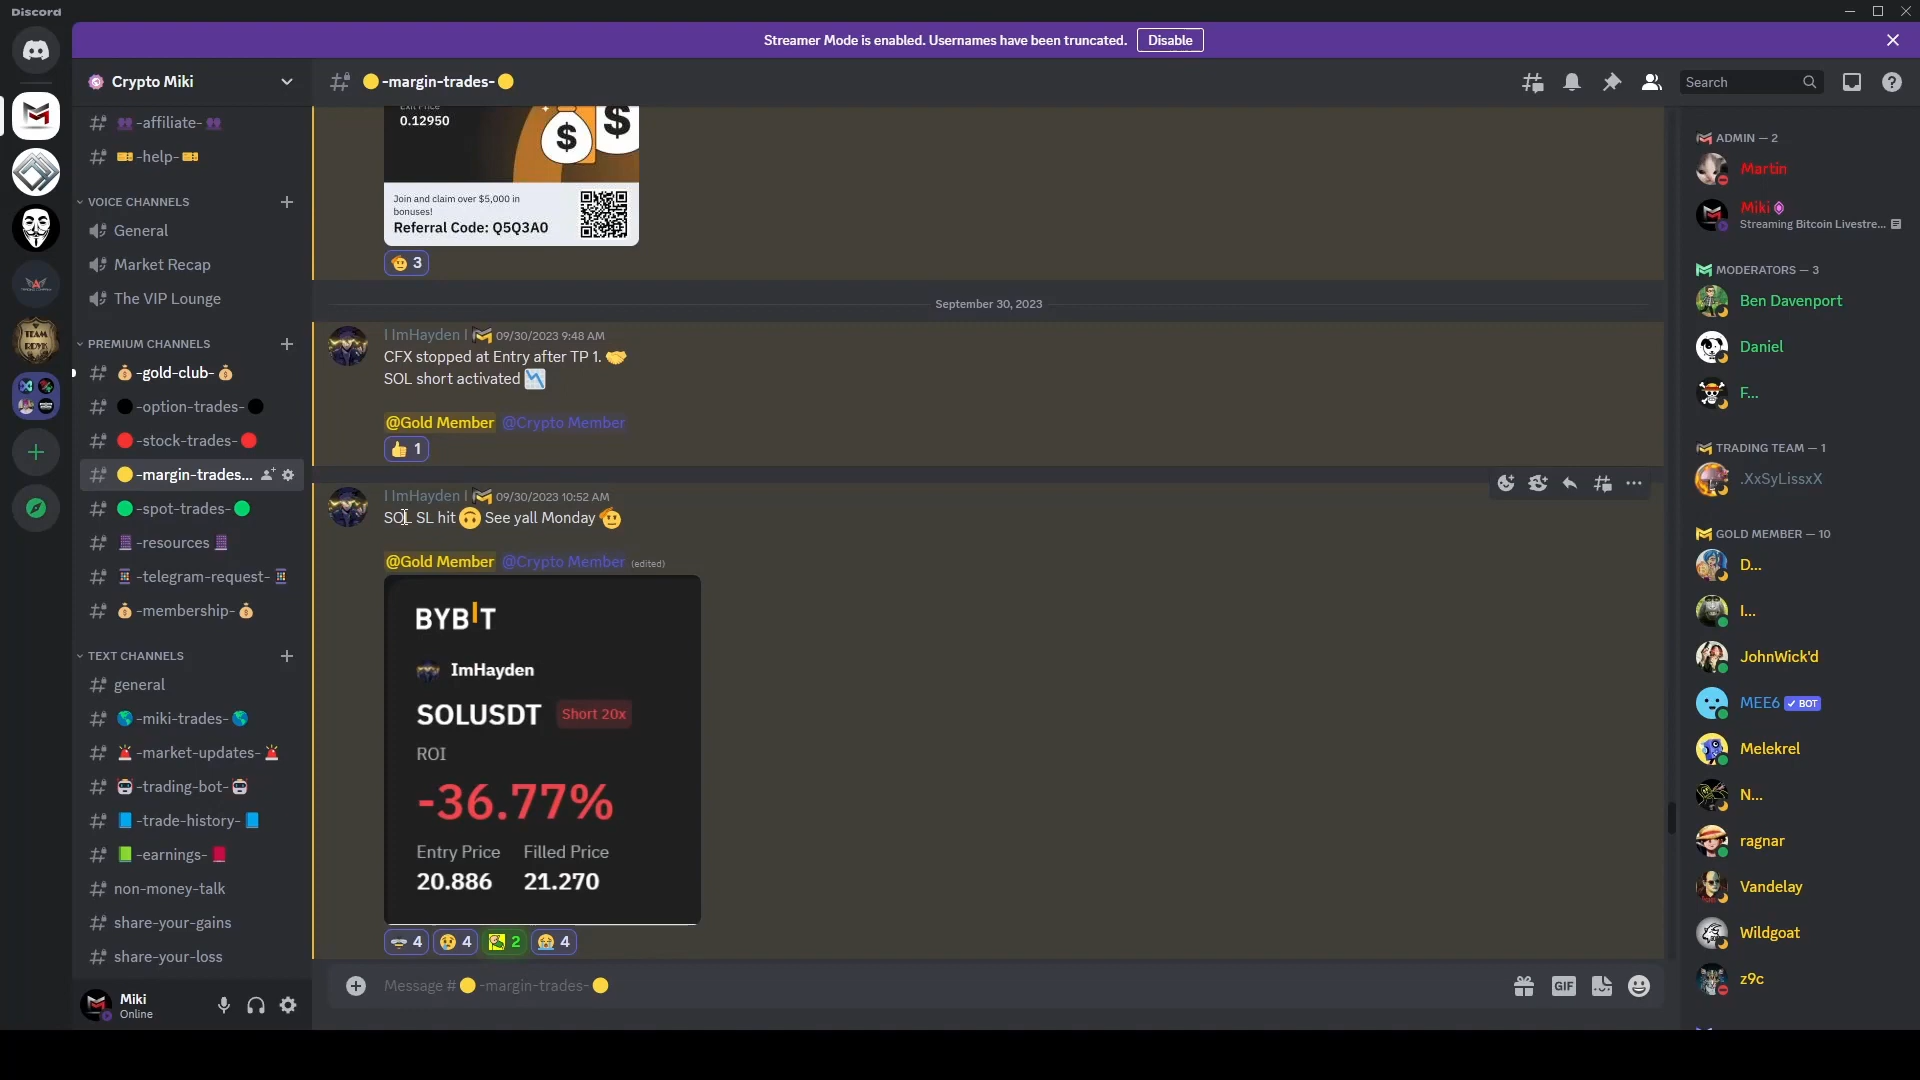 Discord
Streamer Mode is enabled. Usernames have been truncated.
Disable
Crypto Miki
-affiliate-
-help-
VOICE CHANNELS
General
Market Recap
The VIP Lounge
PREMIUM CHANNELS
-gold-club-
-option-trades-
-stock-trades-
-margin-trades...
-spot-trades-
-resources
-telegram-request-
-membership-
TEXT CHANNELS
general
-miki-trades-
-market-updates-
-trading-bot-
-trade-history-
-earnings-
non-money-talk
share-your-gains
share-your-loss
Miki
Online
-margin-trades-
Search
Exit Price
0.12950
Join and claim over $5,000 in
bonuses!
Referral Code: Q5Q3A0
3
September 30, 2023
I ImHayden I 09/30/2023 9:48 AM
CFX stopped at Entry after TP 1.
SOL short activated
@Gold Member @Crypto Member
1
I ImHayden I 09/30/2023 10:52 AM
SOL SL hit See yall Monday
@Gold Member @Crypto Member (edited)
BYBIT
ImHayden
SOLUSDT Short 20x
ROI
-36.77%
Entry Price Filled Price
20.886 21.270
4 4 2 4
Message # -margin-trades-
GIF
ADMIN — 2
Martin
Miki
Streaming Bitcoin Livestre...
MODERATORS — 3
Ben Davenport
Daniel
F...
TRADING TEAM — 1
.XxSyLissxX
GOLD MEMBER — 10
D...
I...
JohnWick'd
MEE6 BOT
Melekrel
N...
ragnar
Vandelay
Wildgoat
z9c